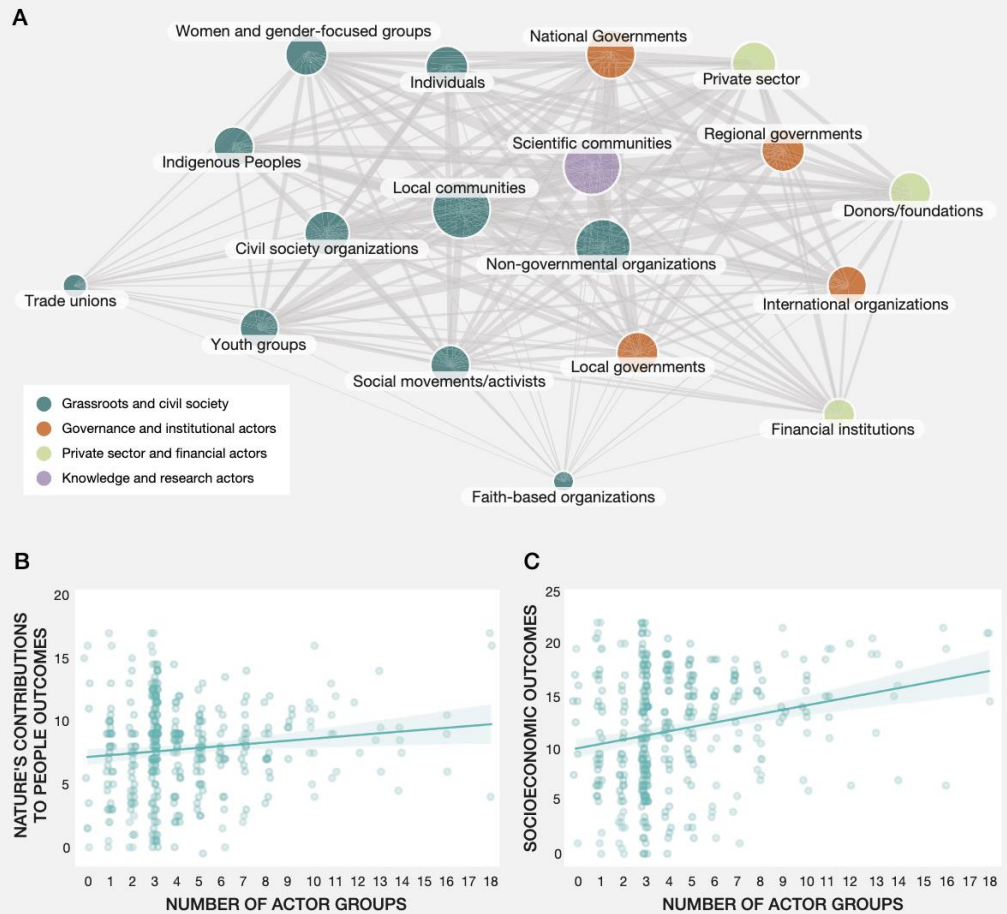 A
Women and gender-focused groups
National Governments
Individuals
Private sector
Scientific communities
Regional governments
Indigenous Peoples
Local communities
Donors/foundations
Civil society organizations
Non-governmental organizations
Trade unions
International organizations
Youth groups
Local governments
Social movements/activists
Grassroots and civil society
Governance and institutional actors
Private sector and financial actors
Knowledge and research actors
Financial institutions
Faith-based organizations
B
NATURE'S CONTRIBUTIONS
TO PEOPLE OUTCOMES
20
15
10
5
0
0 1 2 3 4 5 6 7 8 9 10 11 12 13 14 15 16 17 18
NUMBER OF ACTOR GROUPS
C
SOCIOECONOMIC OUTCOMES
25
20
15
10
5
0
0 1 2 3 4 5 6 7 8 9 10 11 12 13 14 15 16 17 18
NUMBER OF ACTOR GROUPS